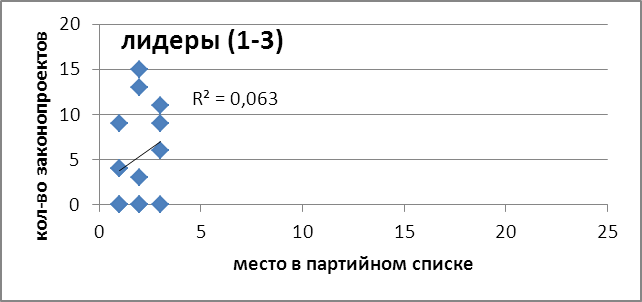 лидеры (1-3)
кол-во законопроектов
20
15
10
5
0
R² = 0,063
0 5 10 15 20 25
место в партийном списке